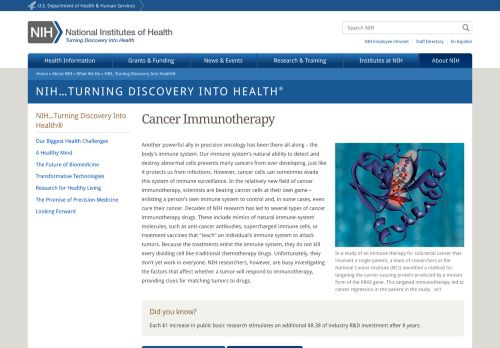 U.S. Department of Health & Human Services
NIH
National Institutes of Health
Turning Discovery Into Health
Search NIH
NIH Employee Intranet
Staff Directory
En Español
Health Information
Grants & Funding
News & Events
Research & Training
Institutes at NIH
About NIH
Home » About NIH » What We Do » NIH…Turning Discovery Into Health®
NIH…TURNING DISCOVERY INTO HEALTH®
NIH…Turning Discovery Into
Health®
Our Biggest Health Challenges
A Healthy Mind
The Future of Biomedicine
Transformative Technologies
Research for Healthy Living
The Promise of Precision Medicine
Looking Forward
Cancer Immunotherapy
Another powerful ally in precision oncology has been there all along – the
body's immune system. Our immune system's natural ability to detect and
destroy abnormal cells prevents many cancers from ever developing, just like
it protects us from infections. However, cancer cells can sometimes evade
this system of immune surveillance. In the relatively new field of cancer
immunotherapy, scientists are beating cancer cells at their own game –
enlisting a person's own immune system to control and, in some cases, even
cure their cancer. Decades of NIH research has led to several types of cancer
immunotherapy drugs. These include mimics of natural immune-system
molecules, such as anti-cancer antibodies, supercharged immune cells, or
treatment vaccines that "teach" an individual's immune system to attack
tumors. Because the treatments enlist the immune system, they do not kill
every dividing cell like traditional chemotherapy drugs. Unfortunately, they
don't yet work in everyone. NIH researchers, however, are busy investigating
the factors that affect whether a tumor will respond to immunotherapy,
providing clues for matching tumors to drugs.
In a study of an immune therapy for colorectal cancer that
involved a single patient, a team of researchers at the
National Cancer Institute (NCI) identified a method for
targeting the cancer-causing protein produced by a mutant
form of the KRAS gene. This targeted immunotherapy led to
cancer regression in the patient in the study. NCI
Did you know?
Each $1 increase in public basic research stimulates an additional $8.38 of industry R&D investment after 8 years.